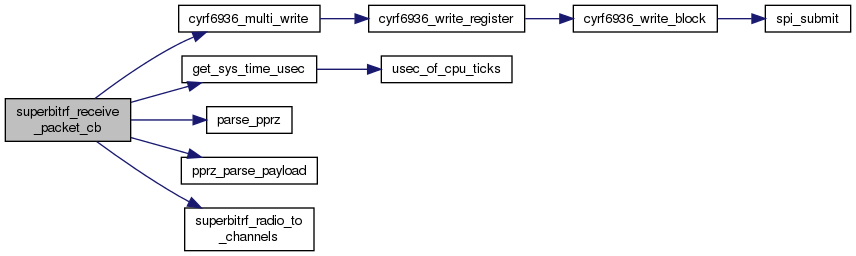 cyrf6936_multi_write
cyrf6936_write_register
cyrf6936_write_block
spi_submit
get_sys_time_usec
usec_of_cpu_ticks
superbitrf_receive
_packet_cb
parse_pprz
pprz_parse_payload
superbitrf_radio_to
_channels